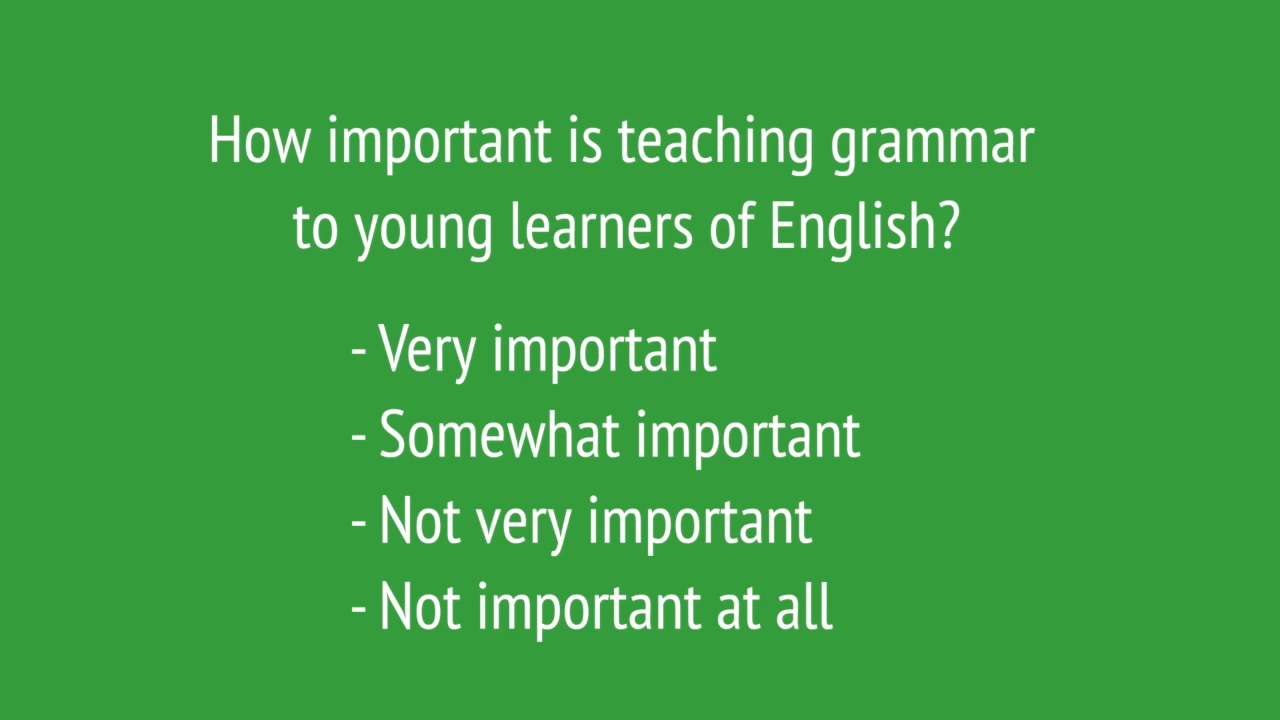 How important is teaching grammar
to young learners of English?
- Very important
- Somewhat important
- Not very important
- Not important at all